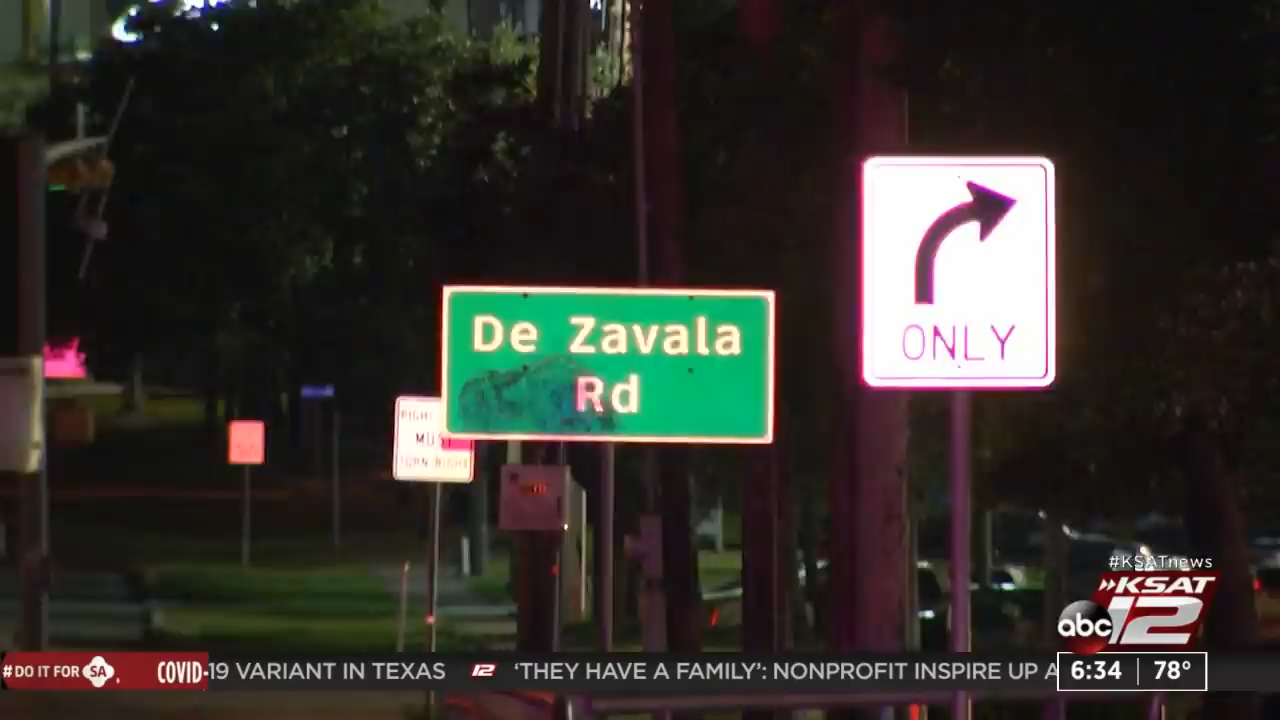 De Zavala
Rd
ONLY
RIGHT
MUST
TURN RIGHT
#KSATnews
»KSAT
abc 12
#DO IT FOR SA.
COVID-19 VARIANT IN TEXAS 12 'THEY HAVE A FAMILY': NONPROFIT INSPIRE UP A
6:34 78°